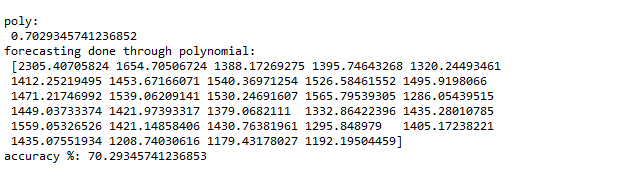 poly:
0.7029345741236852
forecasting done through polynomial:
[2305.40705824 1654.70506724 1388.17269275 1395.74643268 1320.24493461
1412.25219495 1453.67166071 1540.36971254 1526.58461552 1495.9198066
1471.21746992 1539.06209141 1530.24691607 1565.79539305 1286.05439515
1449.03733374 1421.97393317 1379.0682111 1332.86422396 1435.28010785
1559.05326526 1421.14858406 1430.76381961 1295.848979 1405.17238221
1435.07551934 1208.74030616 1179.43178027 1192.19504459]
accuracy %: 70.29345741236853